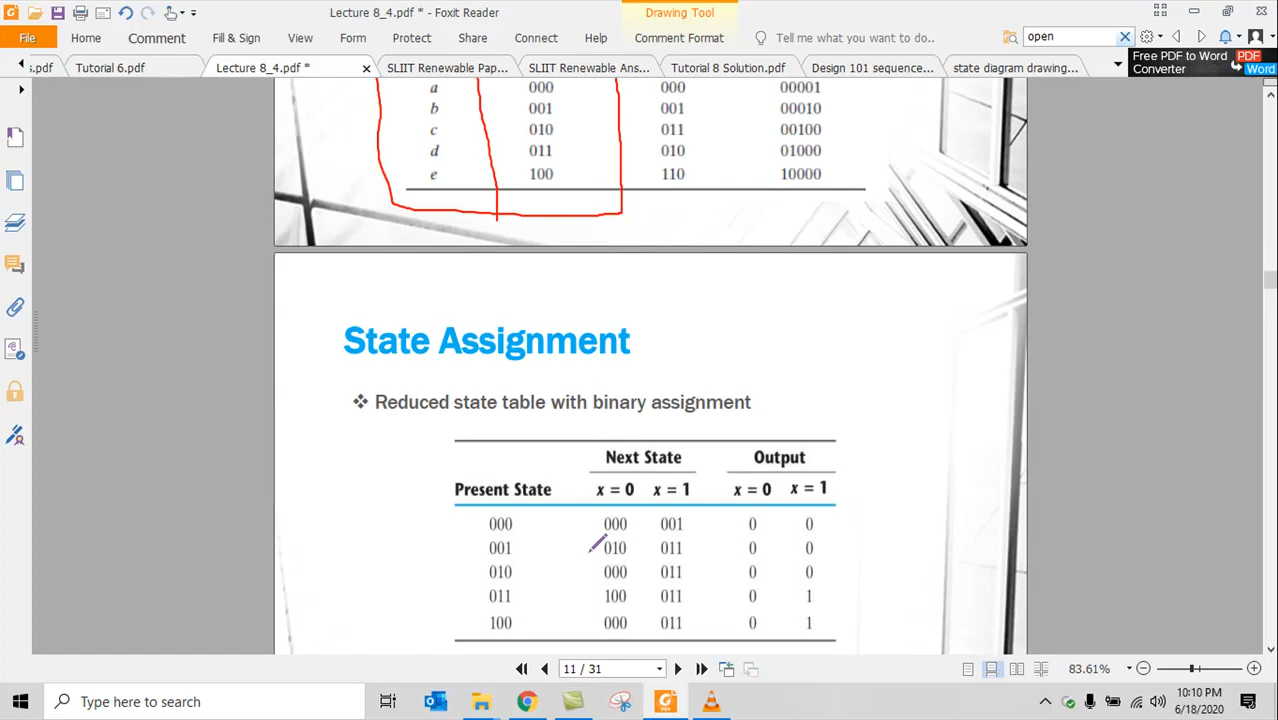 Lecture 8_4.pdf * - Foxit Reader
Drawing Tool
File Home Comment Fill & Sign View Form Protect Share Connect Help Comment Format Tell me what you want to do.. open
s.pdf Tutorial 6.pdf Lecture 8_4.pdf * SLIIT Renewable Pap... SLIIT Renewable Ans... Tutorial 8 Solution.pdf Design 101 sequence... state diagram drawing...
Free PDF to Word
Converter
PDF
Word
a 000 000 00001
b 001 001 00010
c 010 011 00100
d 011 010 01000
e 100 110 10000
State Assignment
❖ Reduced state table with binary assignment
Next State Output
Present State x = 0 x = 1 x = 0 x = 1
000 000 001 0 0
001 010 011 0 0
010 000 011 0 0
011 100 011 0 1
100 000 011 0 1
11 / 31
83.61%
Type here to search
10:10 PM
6/18/2020